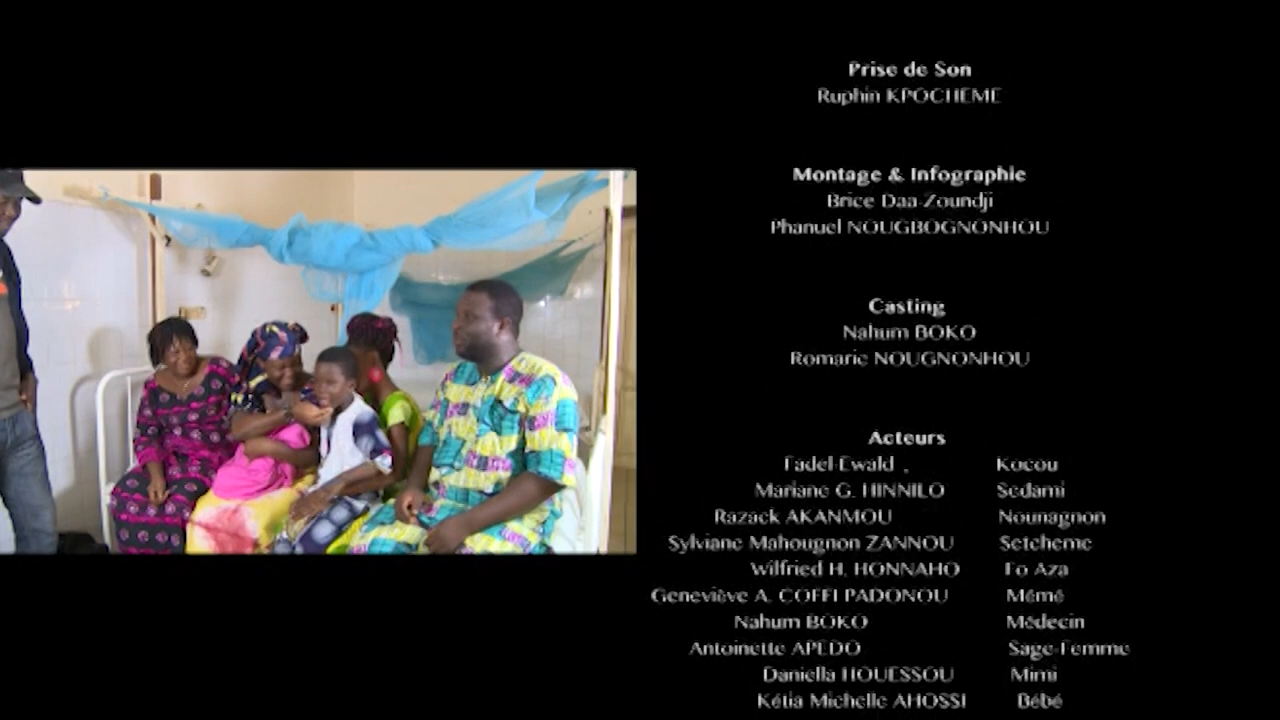 Prise de Son
Ruphin KPOCHEME
Montage & Infographie
Brice Daa-Zoundji
Phanuel NOUGBOGNONHOU
Casting
Nahum BOKO
Romaric NOUGNONHOU
Acteurs
Fadel Ewald . Kocou
Mariane G. HINNILO Sedami
Razack AKANMOU Nounagnon
Sylviane Mahougnon ZANNOU Setcheme
Wilfried H. HONNAHO Fo Aza
Geneviève A. COFFI PADONOU Mémé
Nahum BOKO Médecin
Antoinette APEDO Sage-Femme
Daniella HOUESSOU Mimi
Kétia Michelle AHOSSI Bébé